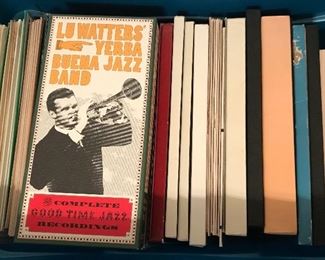 LU WATTERS'
YERBA
BUENA JAZZ
BAND
THE COMPLETE
GOOD TIME JAZZ
RECORDINGS